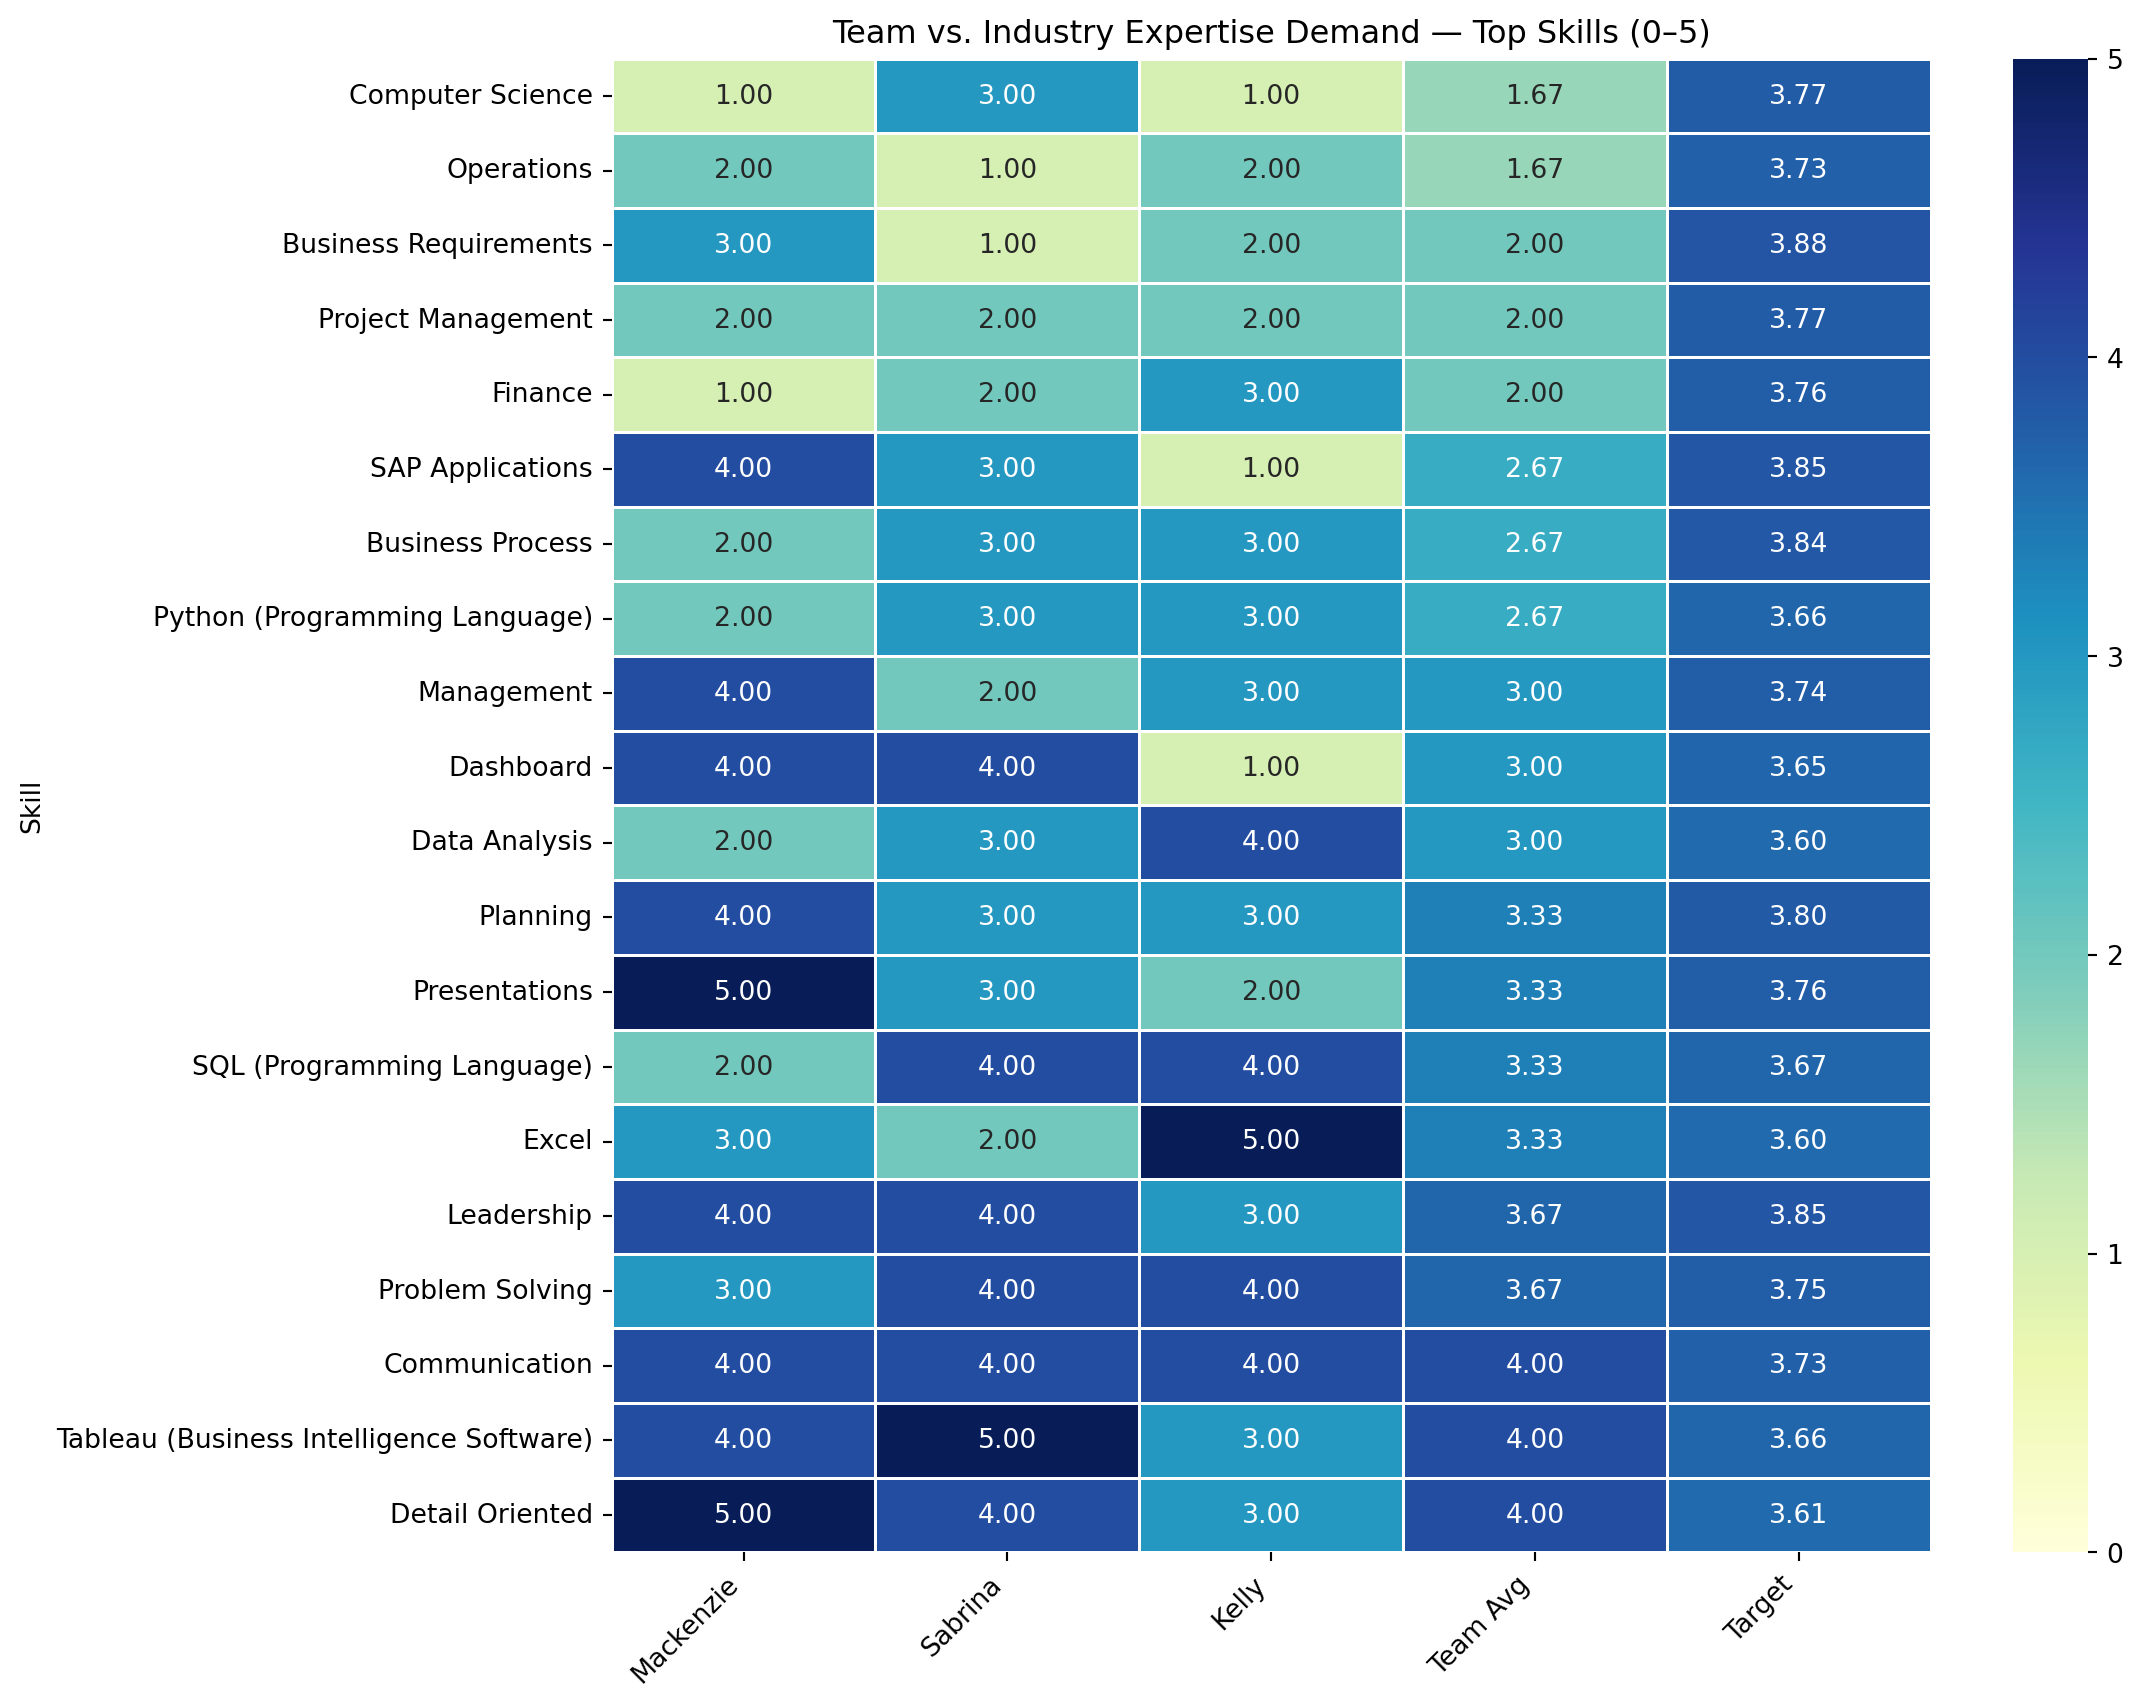 Team vs. Industry Expertise Demand — Top Skills (0–5)
Skill
Computer Science 1.00 3.00 1.00 1.67 3.77
Operations 2.00 1.00 2.00 1.67 3.73
Business Requirements 3.00 1.00 2.00 2.00 3.88
Project Management 2.00 2.00 2.00 2.00 3.77
Finance 1.00 2.00 3.00 2.00 3.76
SAP Applications 4.00 3.00 1.00 2.67 3.85
Business Process 2.00 3.00 3.00 2.67 3.84
Python (Programming Language) 2.00 3.00 3.00 2.67 3.66
Management 4.00 2.00 3.00 3.00 3.74
Dashboard 4.00 4.00 1.00 3.00 3.65
Data Analysis 2.00 3.00 4.00 3.00 3.60
Planning 4.00 3.00 3.00 3.33 3.80
Presentations 5.00 3.00 2.00 3.33 3.76
SQL (Programming Language) 2.00 4.00 4.00 3.33 3.67
Excel 3.00 2.00 5.00 3.33 3.60
Leadership 4.00 4.00 3.00 3.67 3.85
Problem Solving 3.00 4.00 4.00 3.67 3.75
Communication 4.00 4.00 4.00 4.00 3.73
Tableau (Business Intelligence Software) 4.00 5.00 3.00 4.00 3.66
Detail Oriented 5.00 4.00 3.00 4.00 3.61
Mackenzie Sabrina Kelly Team Avg Target
5
4
3
2
1
0